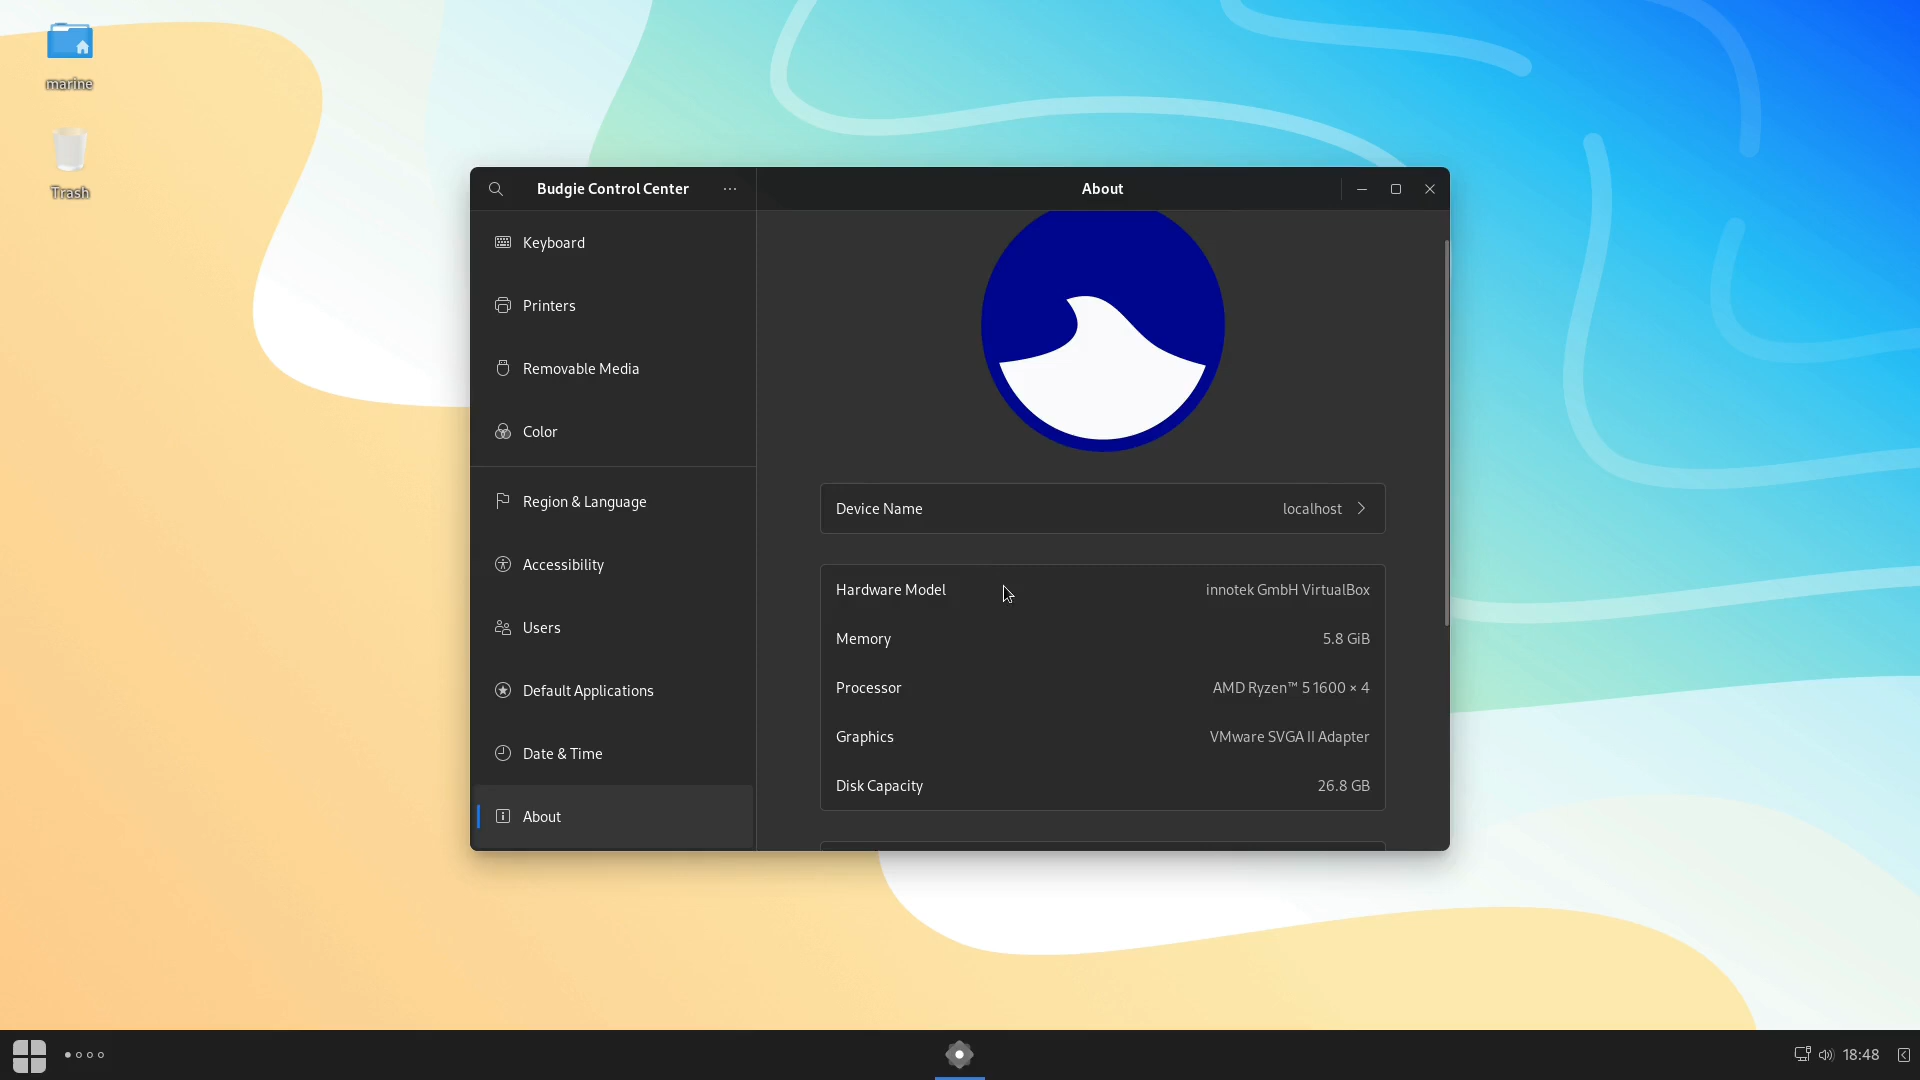 marine
Trash
Budgie Control Center
About
Keyboard
Printers
Removable Media
Color
Region & Language
Accessibility
Users
Default Applications
Date & Time
About
Device Name localhost
Hardware Model innotek GmbH VirtualBox
Memory 5.8 GiB
Processor AMD Ryzen™ 5 1600 × 4
Graphics VMware SVGA II Adapter
Disk Capacity 26.8 GB
18:48